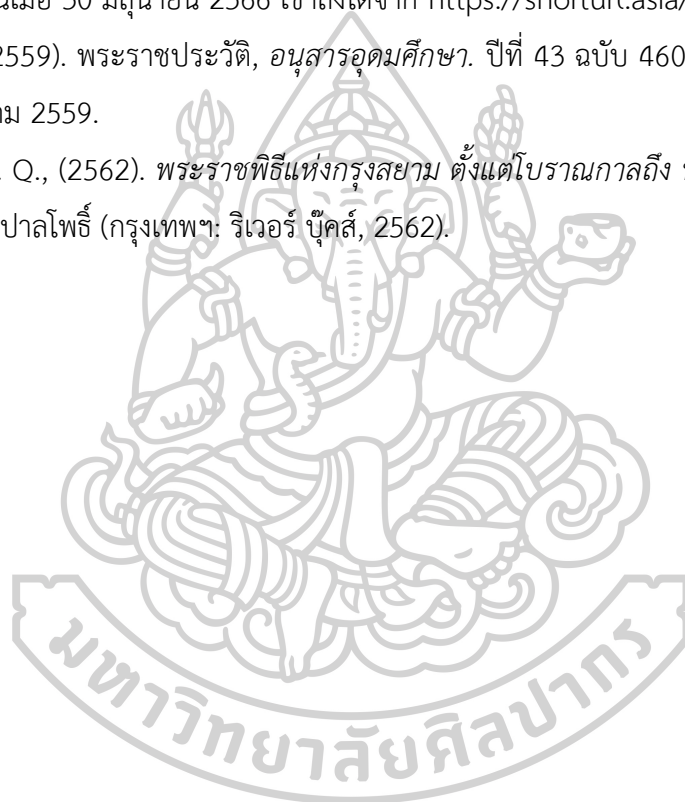 30 มิถุนายน 2566 เข้าถึงได้จาก https://shorturl.asia/
2559). พระราชประวัติ, อนุสารอุดมศึกษา. ปีที่ 43 ฉบับ 460
าม 2559.
. Q., (2562). พระราชพิธีแห่งกรุงสยาม ตั้งแต่โบราณกาลถึง
ปาลโพธิ์ (กรุงเทพฯ: ริเวอร์ บุ๊คส์, 2562).
มหาวิทยาลัยศิลปากร